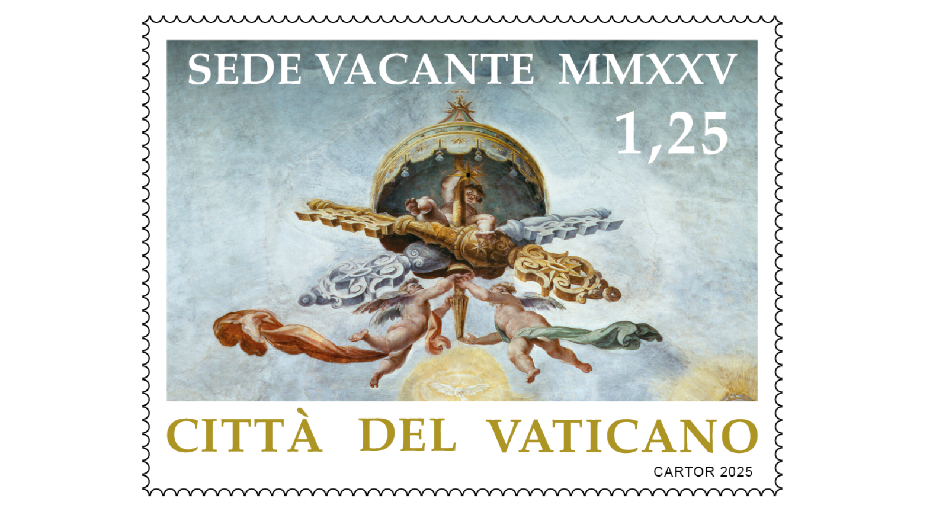 SEDE VACANTE MMXXV
1,25
CITTÀ DEL VATICANO
CARTOR 2025